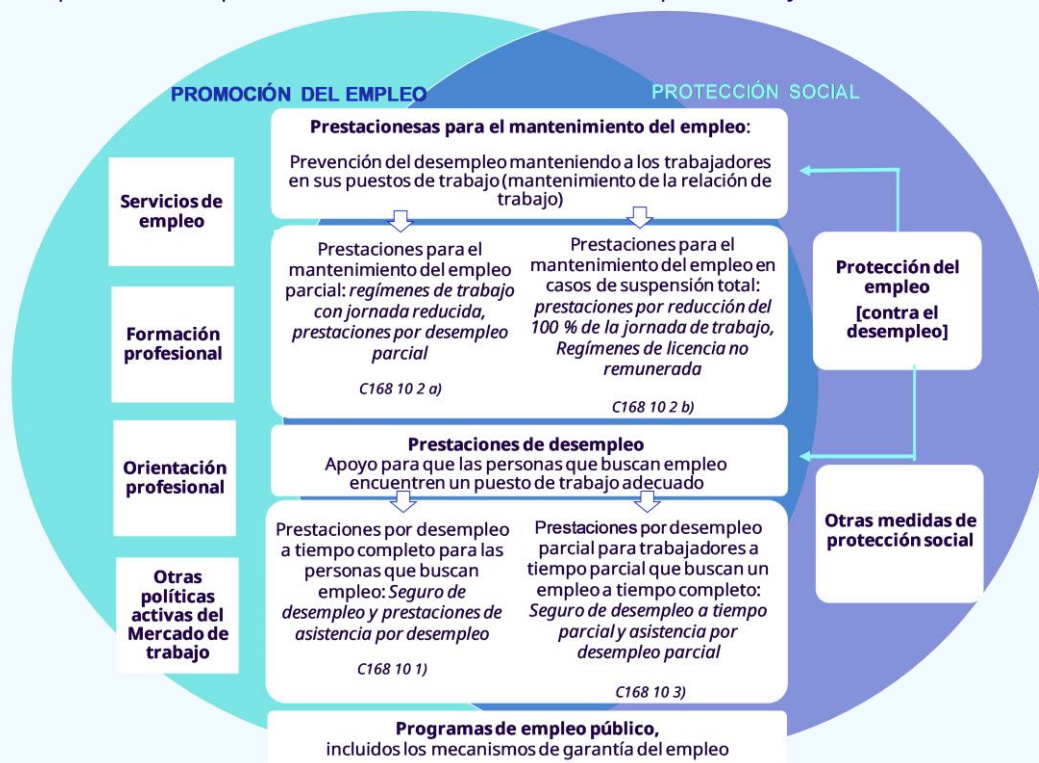 PROMOCIÓN DEL EMPLEO
PROTECCIÓN SOCIAL
Prestacionesas para el mantenimiento del empleo:
Prevención del desempleo manteniendo a los trabajadores
en sus puestos de trabajo (mantenimiento de la relación de
trabajo)
Servicios de
empleo
Formación
profesional
Orientación
profesional
Otras
políticas
activas del
Mercado de
trabajo
Prestaciones para el
mantenimiento del empleo
parcial: regímenes de trabajo
con jornada reducida,
prestaciones por desempleo
parcial
C168 10 2 a)
Prestaciones para el
mantenimiento del empleo en
casos de suspensión total:
prestaciones por reducción del
100 % de la jornada de trabajo,
Regímenes de licencia no
remunerada
C168 10 2 b)
Protección del
empleo
[contra el
desempleo]
Prestaciones de desempleo
Apoyo para que las personas que buscan empleo
encuentren un puesto de trabajo adecuado
Prestaciones por desempleo
a tiempo completo para las
personas que buscan
empleo: Seguro de
desempleo y prestaciones de
asistencia por desempleo
C168 10 1)
Prestaciones por desempleo
parcial para trabajadores a
tiempo parcial que buscan un
empleo a tiempo completo:
Seguro de desempleo a tiempo
parcial y asistencia por
desempleo parcial
C168 10 3)
Otras medidas de
protección social
Programas de empleo público,
incluidos los mecanismos de garantía del empleo